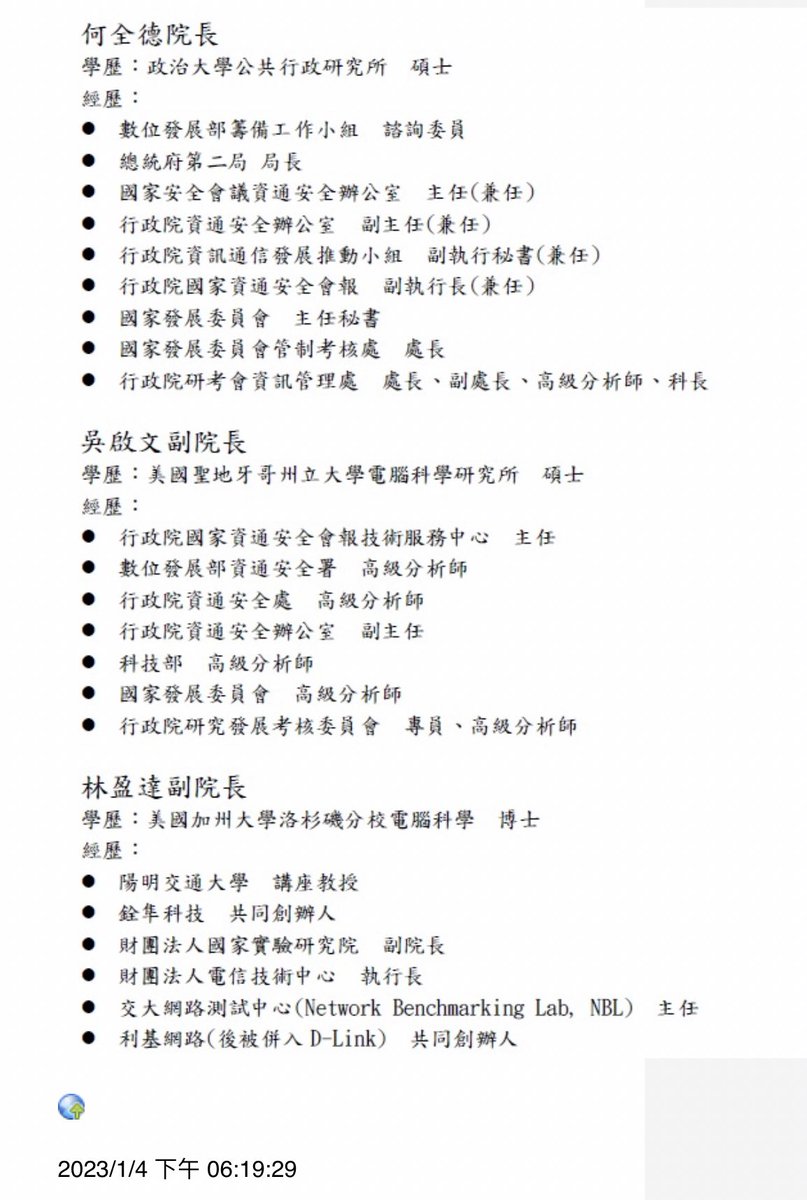 何全德院長
學歷：政治大學公共行政研究所　碩士
經歷：
● 數位發展部籌備工作小組　諮詢委員
● 總統府第二局 局長
● 國家安全會議資通安全辦公室　主任(兼任)
● 行政院資通安全辦公室　副主任(兼任)
● 行政院資訊通信發展推動小組　副執行秘書(兼任)
● 行政院國家資通安全會報　副執行長(兼任)
● 國家發展委員會　主任秘書
● 國家發展委員會管制考核處　處長
● 行政院研考會資訊管理處　處長、副處長、高級分析師、科長
吳啟文副院長
學歷：美國聖地牙哥州立大學電腦科學研究所　碩士
經歷：
● 行政院國家資通安全會報技術服務中心　主任
● 數位發展部資通安全署　高級分析師
● 行政院資通安全處　高級分析師
● 行政院資通安全辦公室　副主任
● 科技部　高級分析師
● 國家發展委員會　高級分析師
● 行政院研究發展考核委員會　專員、高級分析師
林盈達副院長
學歷：美國加州大學洛杉磯分校電腦科學　博士
經歷：
● 陽明交通大學　講座教授
● 銓隼科技　共同創辦人
● 財團法人國家實驗研究院　副院長
● 財團法人電信技術中心　執行長
● 交大網路測試中心(Network Benchmarking Lab, NBL)　主任
● 利基網路(後被併入 D-Link)　共同創辦人
2023/1/4 下午 06:19:29